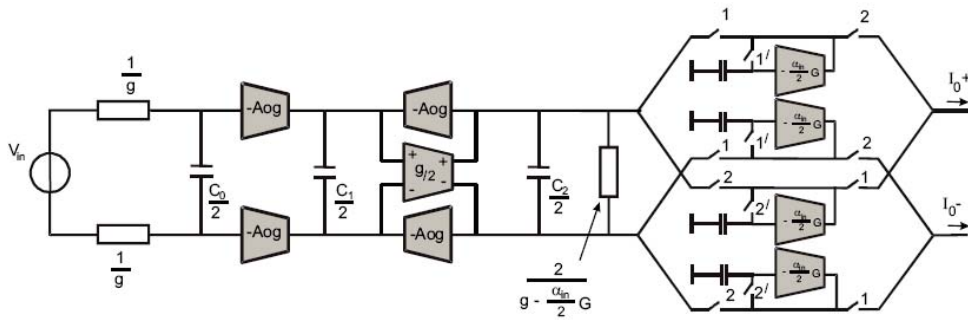 1/g
V_in
1/g
C_0/2
-Aog
-Aog
C_1/2
-Aog
-Aog
+ +
g/2
- -
C_2/2
2/(g - α_in/2 G)
1
2
1/
- α_in/2 G
- α_in/2 G
1/
1
2
2
1
2/
- α_in/2 G
- α_in/2 G
2/
2
1
I_0+
I_0-